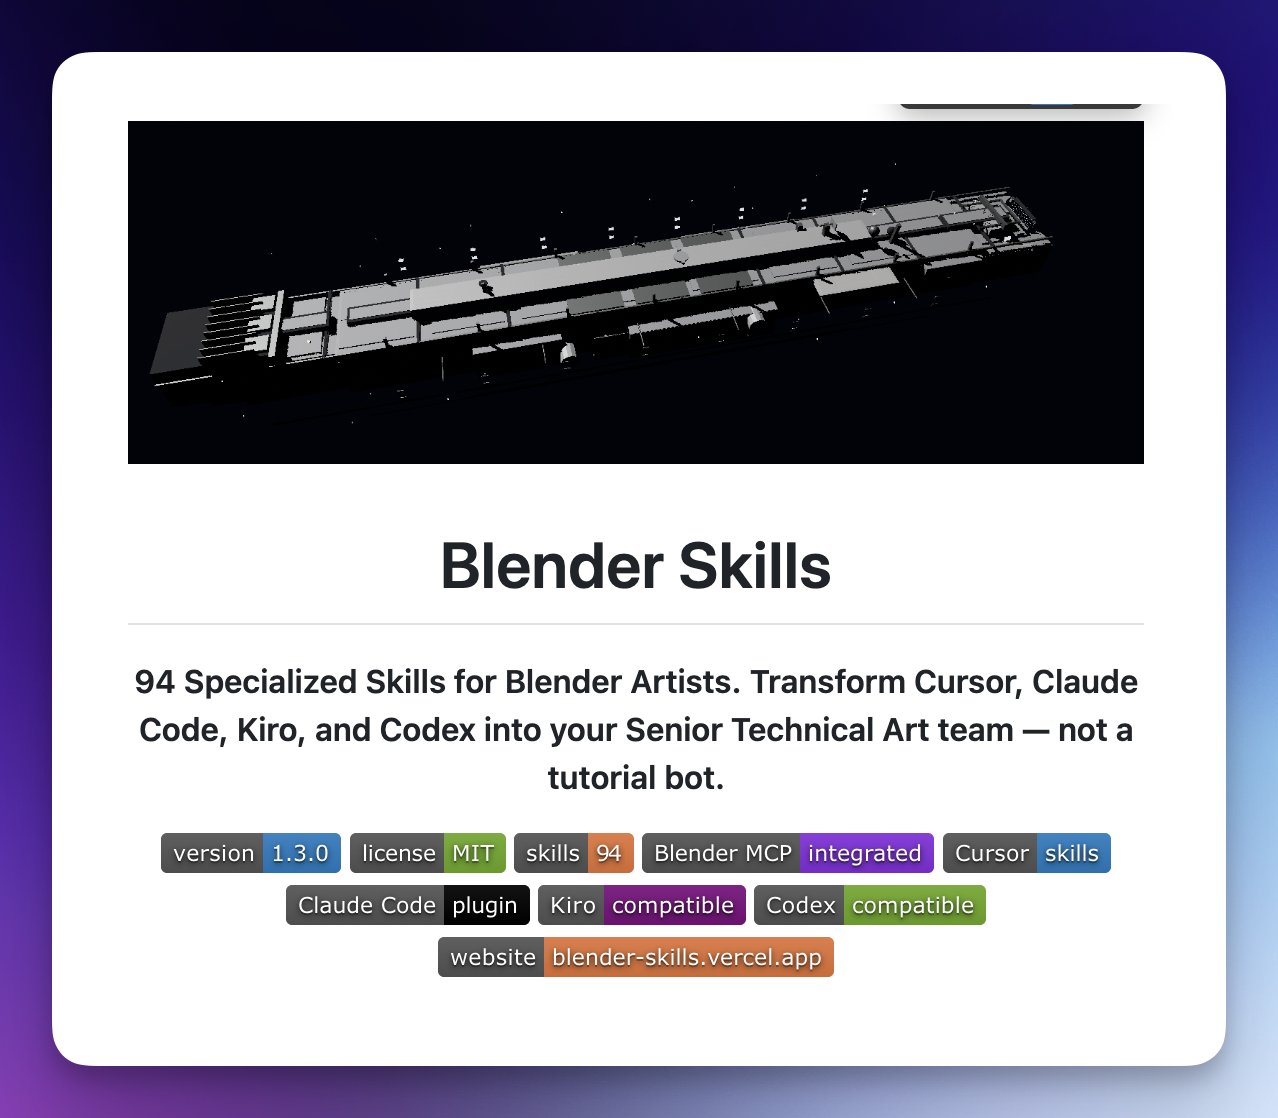 Blender Skills
94 Specialized Skills for Blender Artists. Transform Cursor, Claude
Code, Kiro, and Codex into your Senior Technical Art team — not a
tutorial bot.
version 1.3.0 license MIT skills 94 Blender MCP integrated Cursor skills
Claude Code plugin Kiro compatible Codex compatible
website blender-skills.vercel.app